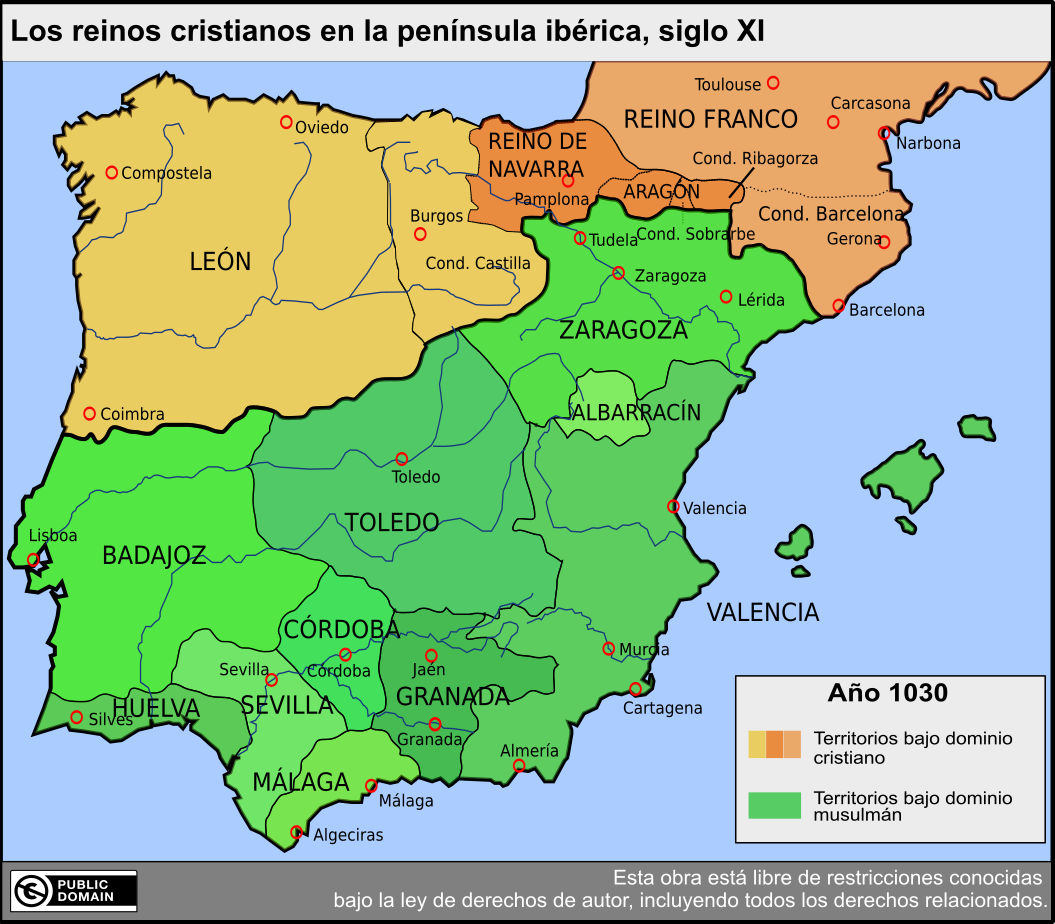 Los reinos cristianos en la península ibérica, siglo XI
Toulouse
Carcasona
REINO FRANCO
Narbona
Oviedo
REINO DE
NAVARRA
Cond. Ribagorza
Compostela
Pamplona
ARAGÓN
Burgos
Cond. Barcelona
Tudela
Cond. Sobrarbe
Gerona
LEÓN
Cond. Castilla
Zaragoza
Lérida
Barcelona
ZARAGOZA
Coimbra
ALBARRACÍN
Toledo
Valencia
TOLEDO
Lisboa
BADAJOZ
VALENCIA
CÓRDOBA
Murcia
Sevilla
Córdoba
Jaén
GRANADA
HUELVA
SEVILLA
Silves
Cartagena
Granada
Almería
MÁLAGA
Málaga
Algeciras
Año 1030
Territorios bajo dominio
cristiano
Territorios bajo dominio
musulmán
PUBLIC
DOMAIN
Esta obra está libre de restricciones conocidas
bajo la ley de derechos de autor, incluyendo todos los derechos relacionados.